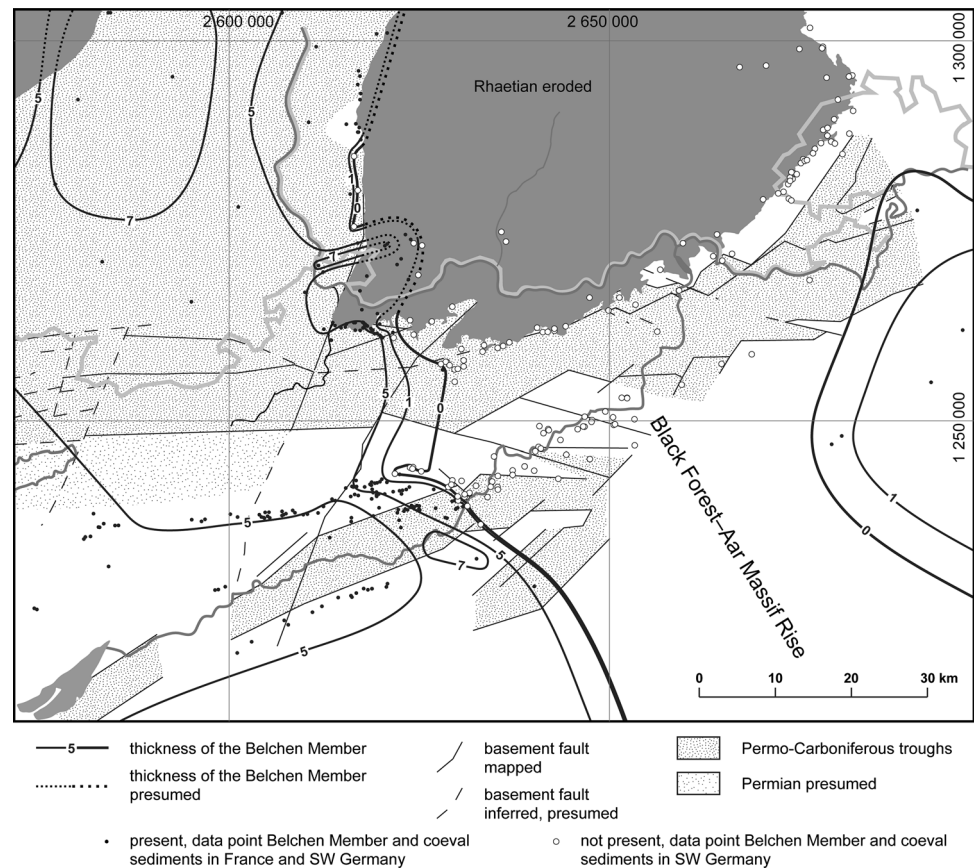 2 600 000
2 650 000
1 300 000
Rhaetian eroded
5
5
7
0
7
5
1
0
1 250 000
Black Forest–Aar Massif Rise
1
0
5
5
7
5
0 10 20 30 km
5
thickness of the Belchen Member
thickness of the Belchen Member
presumed
basement fault
mapped
basement fault
inferred, presumed
Permo-Carboniferous troughs
Permian presumed
present, data point Belchen Member and coeval
sediments in France and SW Germany
not present, data point Belchen Member and coeval
sediments in SW Germany